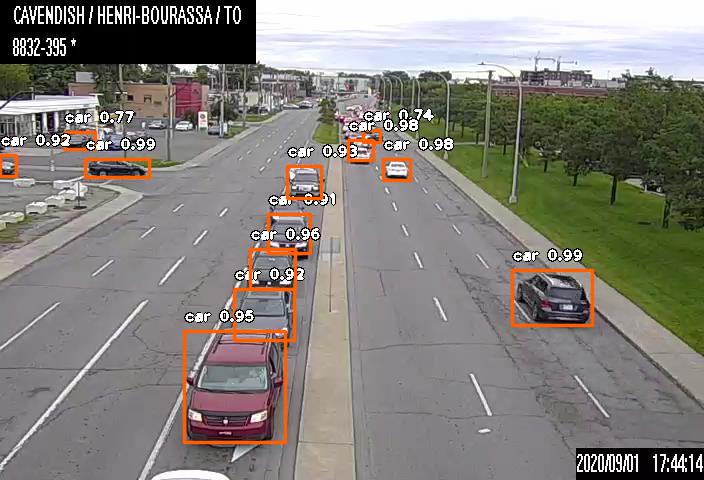 CAVENDISH / HENRI-BOURASSA / TO
8832-395 *
car 0.74
car 0.77
car 0.98
car 0.92
car 0.99
car 0.93
car 0.98
car 0.91
car 0.96
car 0.99
car 0.92
car 0.95
2020/09/01 17:44:14